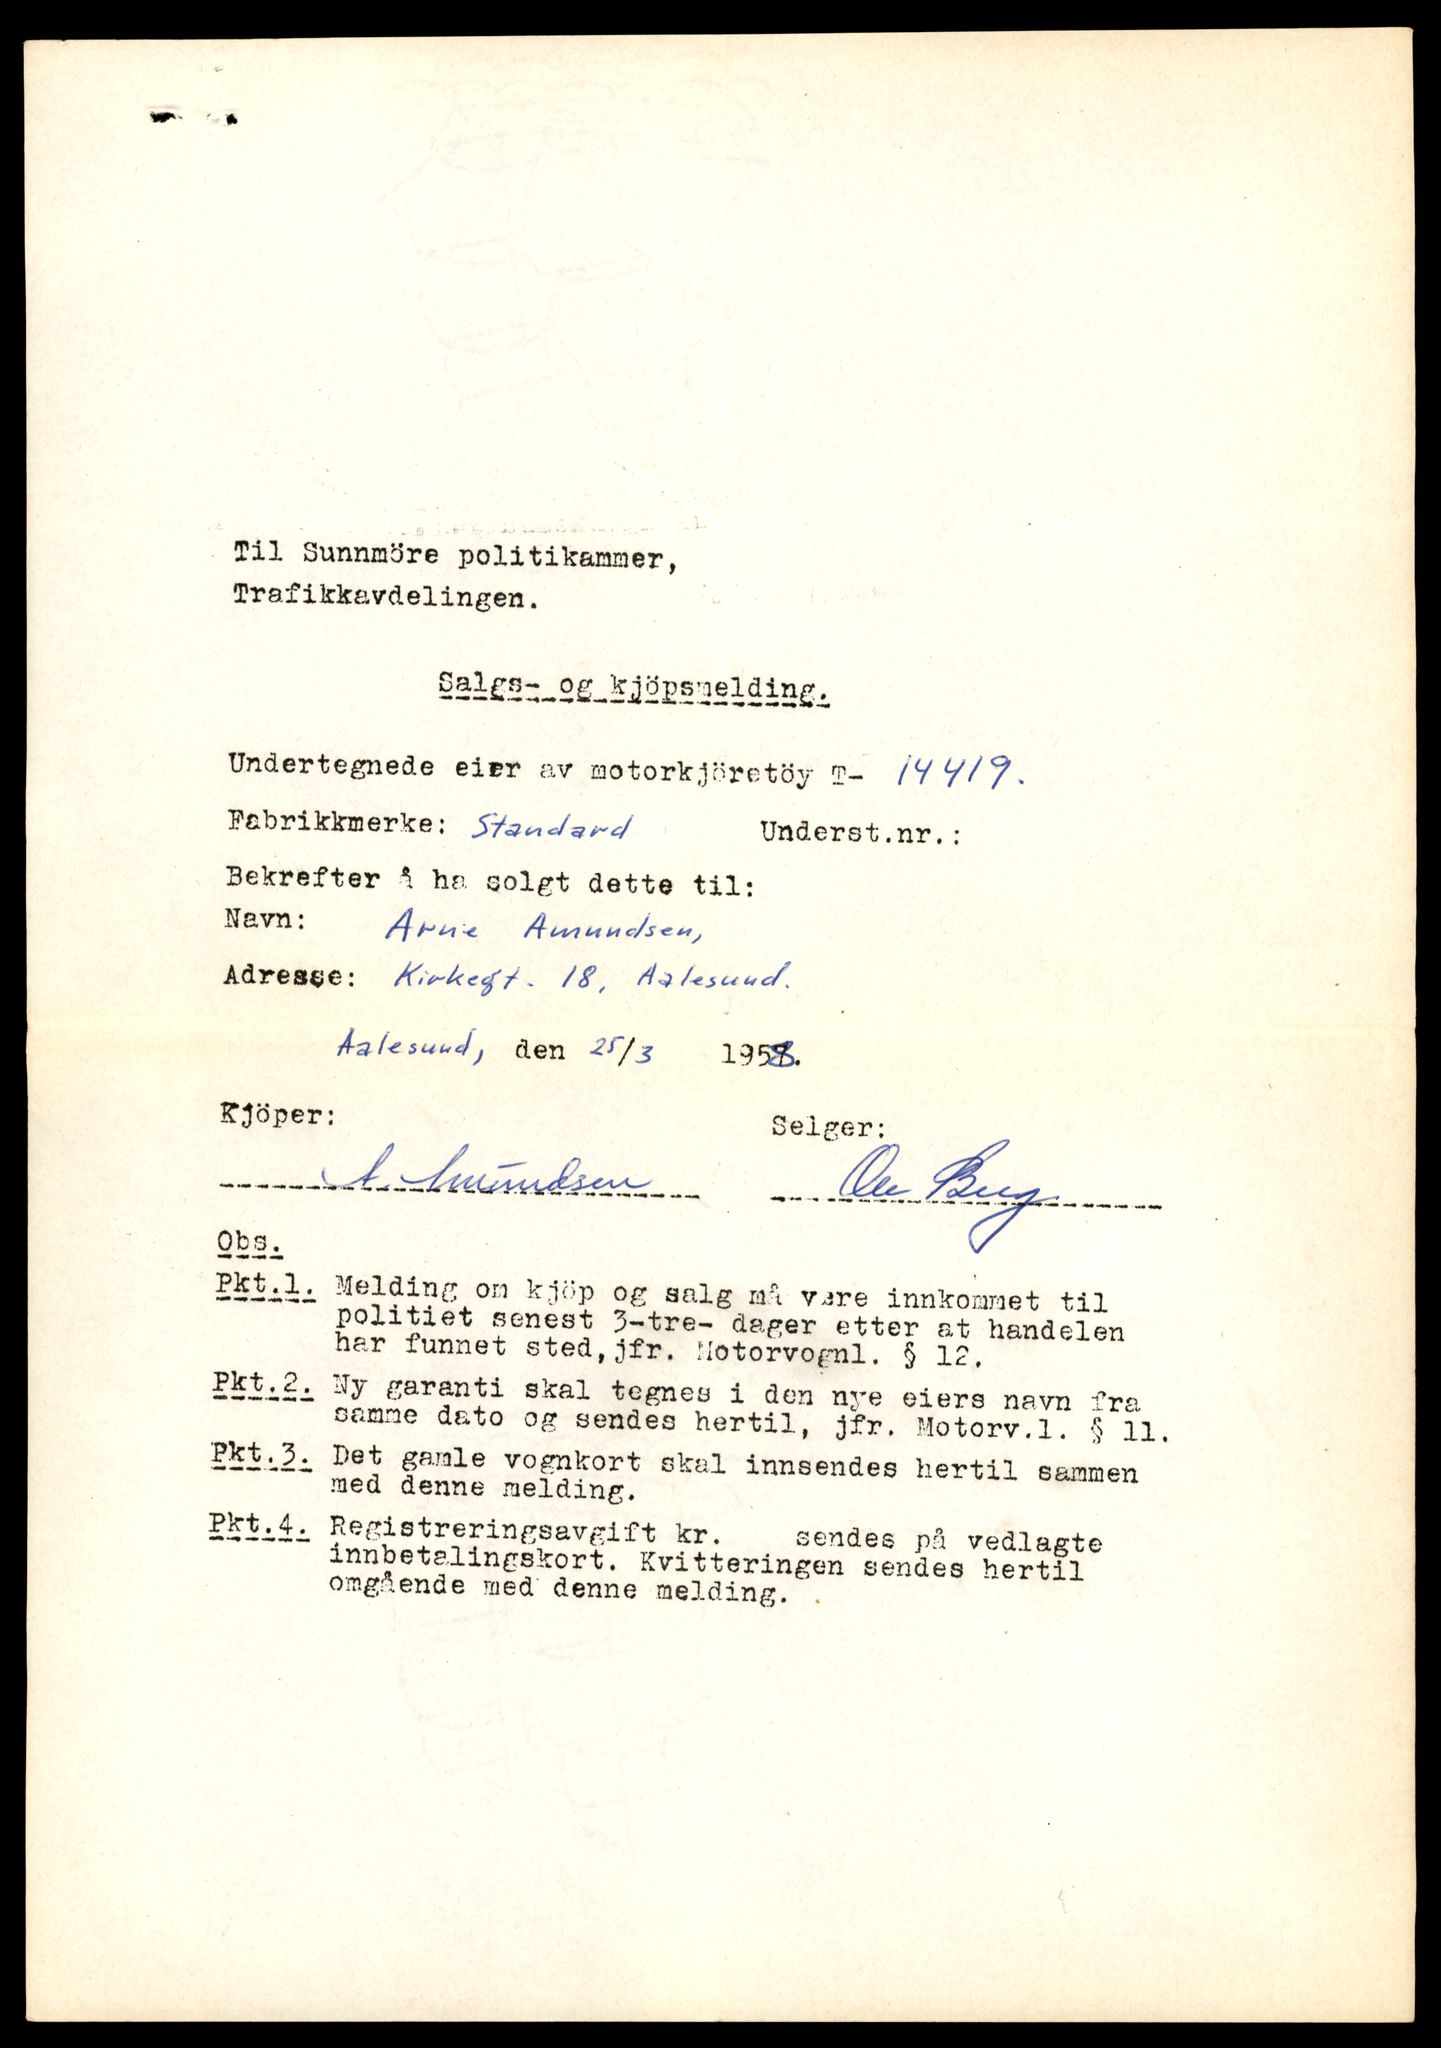 Til Sunnmöre politikammer,
Trafikkavdelingen.
Salgs- og kjöpsmelding.
Undertegnede eier av motorkjöretöy T- 14419.
Fabrikkmerke: Standard Underst.nr.:
Bekrefter å ha solgt dette til:
Navn: Arne Amundsen,
Adresse: Kirkegt. 18, Aalesund.
Aalesund, den 25/3 1958.
Kjöper: Selger:
A. Amundsen Ole Berg
Obs.
Pkt.1. Melding om kjöp og salg må være innkommet til
politiet senest 3-tre- dager etter at handelen
har funnet sted, jfr. Motorvognl. § 12.
Pkt.2. Ny garanti skal tegnes i den nye eiers navn fra
samme dato og sendes hertil, jfr. Motorv.l. § 11.
Pkt.3. Det gamle vognkort skal innsendes hertil sammen
med denne melding.
Pkt.4. Registreringsavgift kr. sendes på vedlagte
innbetalingskort. Kvitteringen sendes hertil
omgående med denne melding.